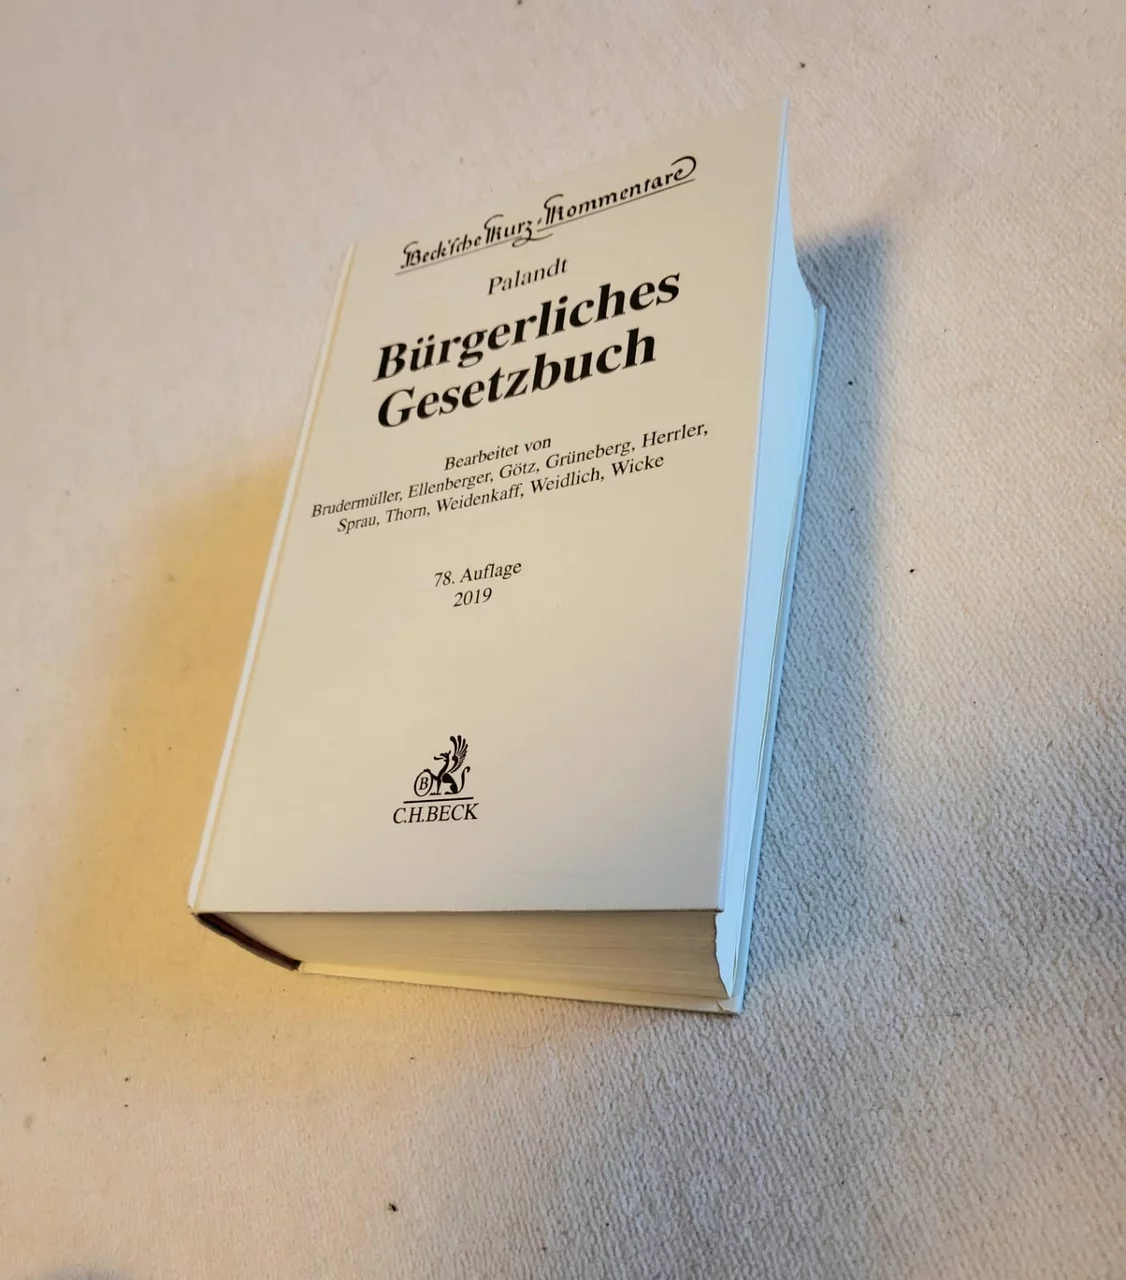 Beck'sche Kurz-Kommentare
Palandt
Bürgerliches
Gesetzbuch
Bearbeitet von
Brudermüller, Ellenberger, Götz, Grüneberg, Herrler,
Sprau, Thorn, Weidenkaff, Weidlich, Wicke
78. Auflage
2019
B
C.H.BECK